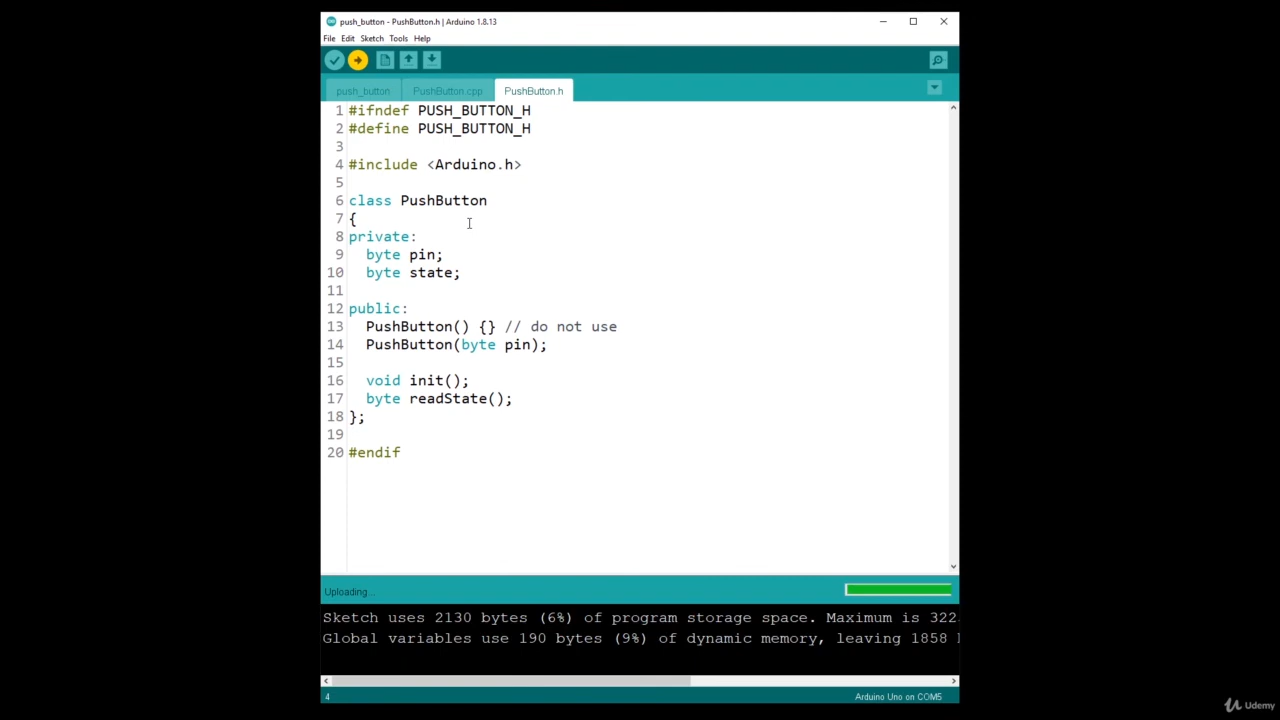 push_button - PushButton.h | Arduino 1.8.13
File Edit Sketch Tools Help
push_button PushButton.cpp PushButton.h
1 #ifndef PUSH_BUTTON_H
2 #define PUSH_BUTTON_H
3
4 #include <Arduino.h>
5
6 class PushButton
7 {
8 private:
9   byte pin;
10   byte state;
11
12 public:
13   PushButton() {} // do not use
14   PushButton(byte pin);
15
16   void init();
17   byte readState();
18 };
19
20 #endif
Uploading...
Sketch uses 2130 bytes (6%) of program storage space. Maximum is 322
Global variables use 190 bytes (9%) of dynamic memory, leaving 1858
4 Arduino Uno on COM5
Udemy